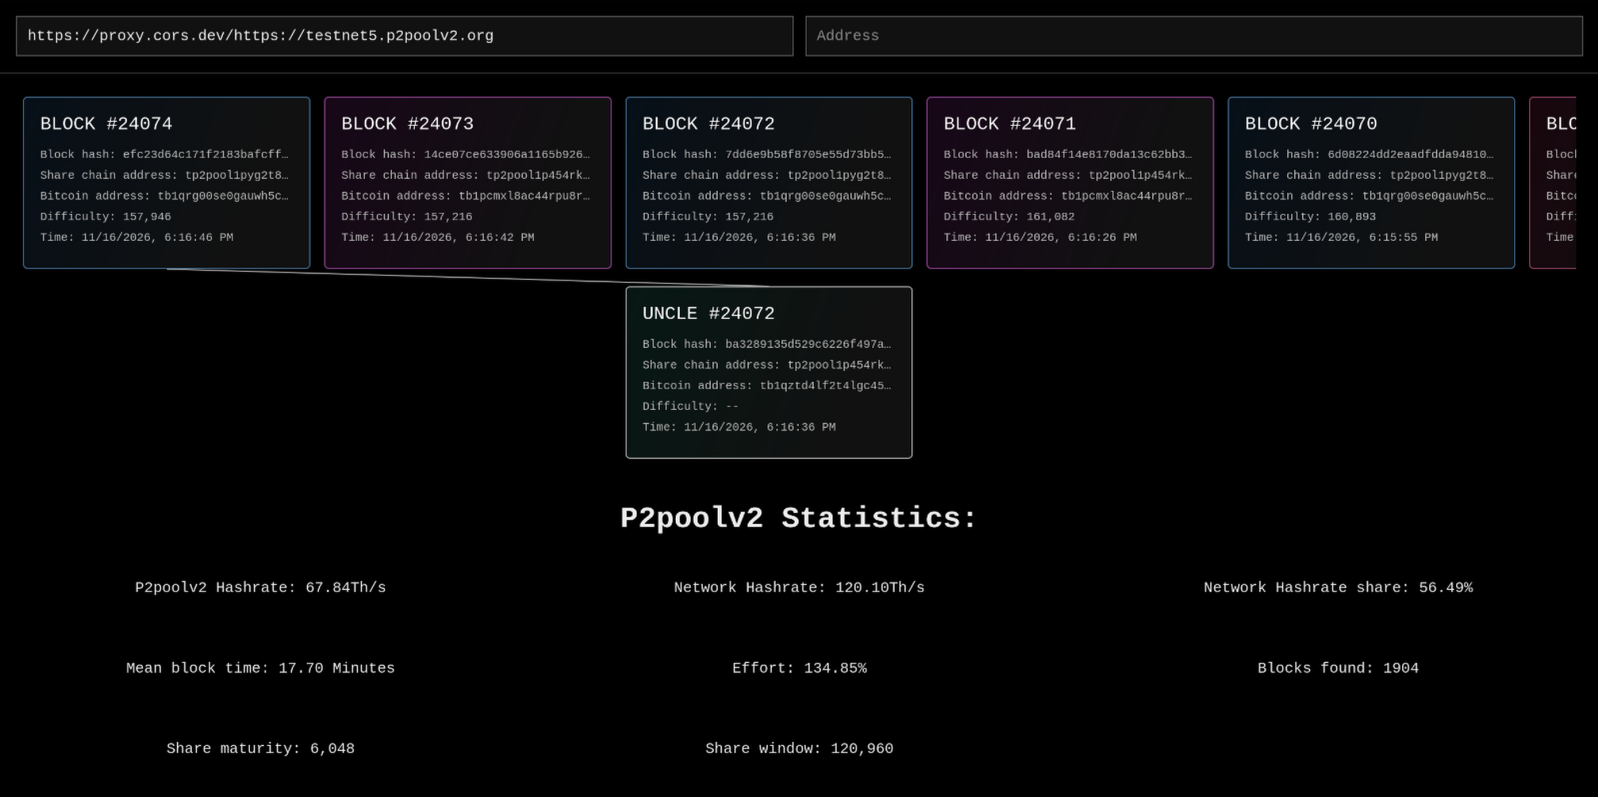 https://proxy.cors.dev/https://testnet5.p2poolv2.org
Address
BLOCK #24074
Block hash: efc23d64c171f2183bafcff…
Share chain address: tp2pool1pyg2t8…
Bitcoin address: tb1qrg00se0gauwh5c…
Difficulty: 157,946
Time: 11/16/2026, 6:16:46 PM
BLOCK #24073
Block hash: 14ce07ce633906a1165b926…
Share chain address: tp2pool1p454rk…
Bitcoin address: tb1pcmxl8ac44rpu8r…
Difficulty: 157,216
Time: 11/16/2026, 6:16:42 PM
BLOCK #24072
Block hash: 7dd6e9b58f8705e55d73bb5…
Share chain address: tp2pool1pyg2t8…
Bitcoin address: tb1qrg00se0gauwh5c…
Difficulty: 157,216
Time: 11/16/2026, 6:16:36 PM
BLOCK #24071
Block hash: bad84f14e8170da13c62bb3…
Share chain address: tp2pool1p454rk…
Bitcoin address: tb1pcmxl8ac44rpu8r…
Difficulty: 161,082
Time: 11/16/2026, 6:16:26 PM
BLOCK #24070
Block hash: 6d08224dd2eaadfdda94810…
Share chain address: tp2pool1pyg2t8…
Bitcoin address: tb1qrg00se0gauwh5c…
Difficulty: 160,893
Time: 11/16/2026, 6:15:55 PM
Time
UNCLE #24072
Block hash: ba3289135d529c6226f497a…
Share chain address: tp2pool1p454rk…
Bitcoin address: tb1qztd4lf2t4lgc45…
Difficulty: --
Time: 11/16/2026, 6:16:36 PM
P2poolv2 Statistics:
P2poolv2 Hashrate: 67.84Th/s
Network Hashrate: 120.10Th/s
Network Hashrate share: 56.49%
Mean block time: 17.70 Minutes
Effort: 134.85%
Blocks found: 1904
Share maturity: 6,048
Share window: 120,960